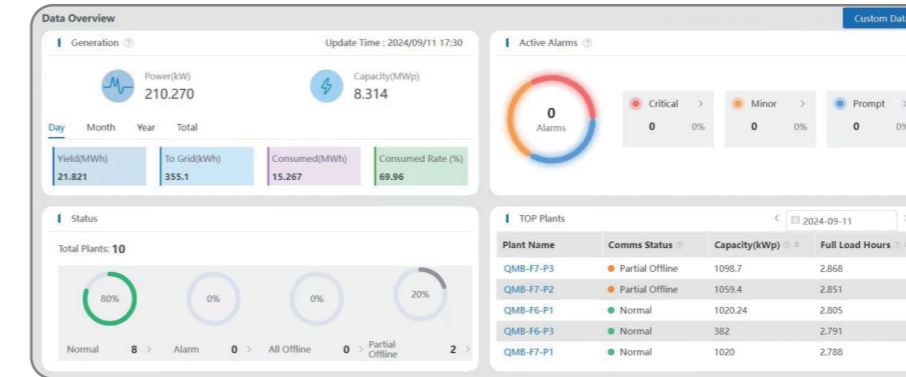 Data Overview
Custom Data
Generation
Update Time : 2024/09/11 17:30
Power(kW)
210.270
Capacity(MWp)
8.314
Day Month Year Total
Yield(MWh)
21.821
To Grid(kWh)
355.1
Consumed(MWh)
15.267
Consumed Rate (%)
69.96
Active Alarms
0
Alarms
Critical
0 0%
Minor
0 0%
Prompt
0 0%
Status
Total Plants: 10
80%
0%
0%
20%
Normal 8
Alarm 0
All Offline 0
Partial
Offline 2
TOP Plants
2024-09-11
Plant Name Comms Status Capacity(kWp) Full Load Hours
QMB-F7-P3 Partial Offline 1098.7 2.868
QMB-F7-P2 Partial Offline 1059.4 2.851
QMB-F6-P1 Normal 1020.24 2.805
QMB-F6-P3 Normal 382 2.791
QMB-F7-P1 Normal 1020 2.788